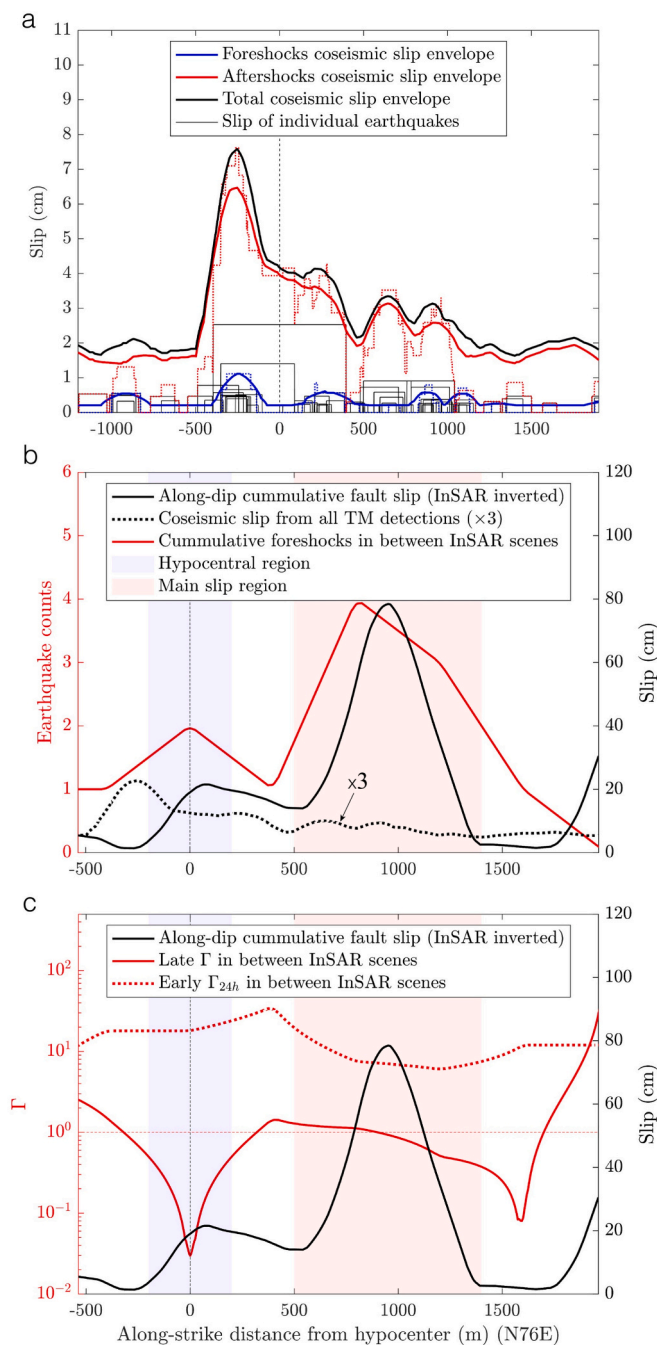 a
11
10
9
8
7
6
5
4
3
2
1
0
Slip (cm)
Foreshocks coseismic slip envelope
Aftershocks coseismic slip envelope
Total coseismic slip envelope
Slip of individual earthquakes
-1000 -500 0 500 1000 1500
b
6
5
4
3
2
1
0
Earthquake counts
Along-dip cummulative fault slip (InSAR inverted)
Coseismic slip from all TM detections (×3)
Cummulative foreshocks in between InSAR scenes
Hypocentral region
Main slip region
×3
120
100
80
60
40
20
0
Slip (cm)
-500 0 500 1000 1500
c
10²
10¹
10⁰
10⁻¹
10⁻²
Γ
Along-dip cummulative fault slip (InSAR inverted)
Late Γ in between InSAR scenes
Early Γ24h in between InSAR scenes
120
100
80
60
40
20
0
Slip (cm)
-500 0 500 1000 1500
Along-strike distance from hypocenter (m) (N76E)